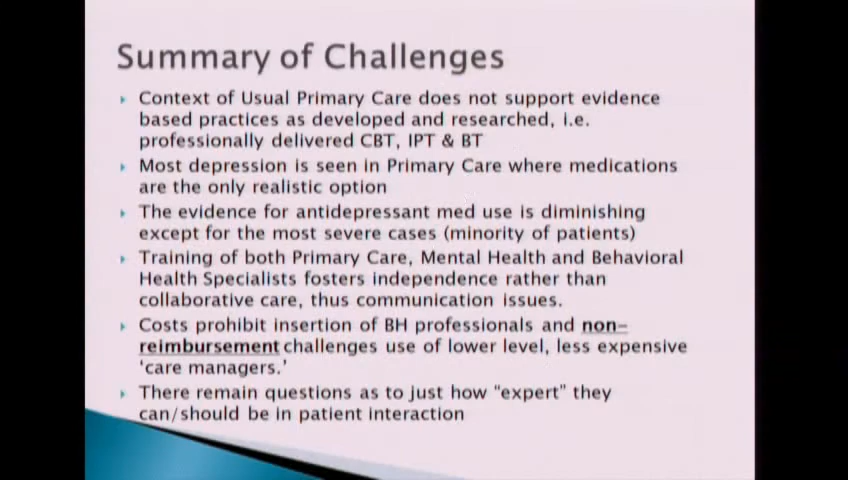 Summary of Challenges
Context of Usual Primary Care does not support evidence
based practices as developed and researched, i.e.
professionally delivered CBT, IPT & BT
Most depression is seen in Primary Care where medications
are the only realistic option
The evidence for antidepressant med use is diminishing
except for the most severe cases (minority of patients)
Training of both Primary Care, Mental Health and Behavioral
Health Specialists fosters independence rather than
collaborative care, thus communication issues.
Costs prohibit insertion of BH professionals and non-
reimbursement challenges use of lower level, less expensive
‘care managers.’
There remain questions as to just how “expert” they
can/should be in patient interaction